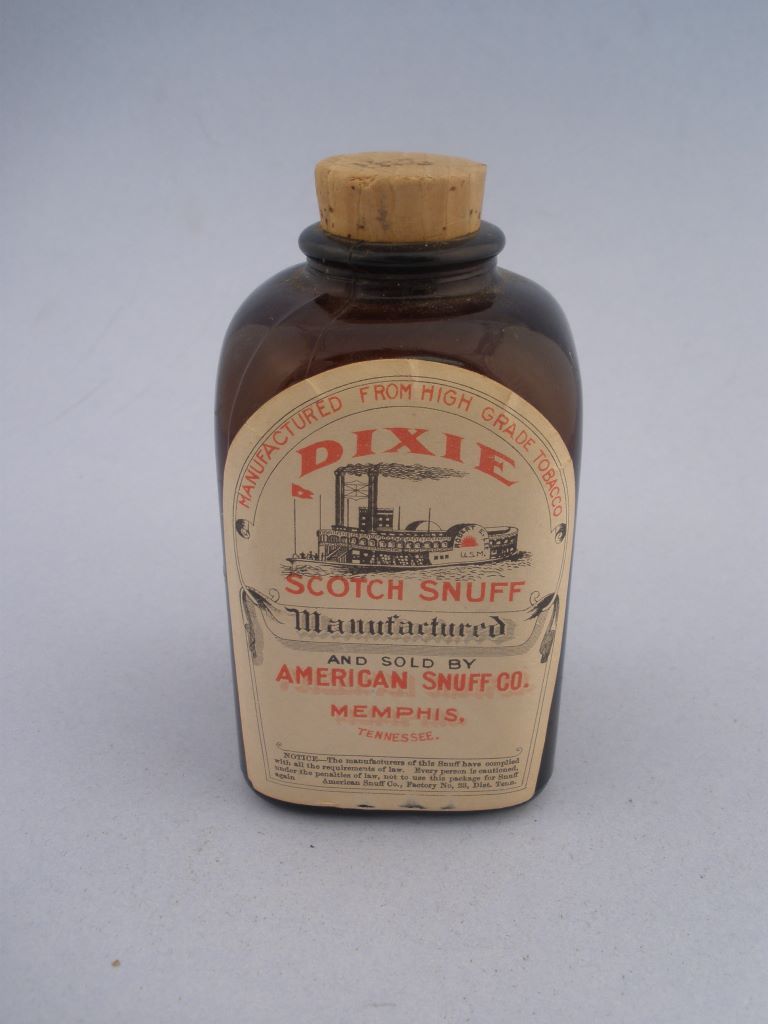 MANUFACTURED FROM HIGH GRADE TOBACCO
DIXIE
U.S.M.
SCOTCH SNUFF
Manufactured
AND SOLD BY
AMERICAN SNUFF CO.
MEMPHIS,
TENNESSEE.
NOTICE—The manufacturers of this Snuff have complied
with all the requirements of law. Every person is cautioned,
under the penalties of law, not to use this package for Snuff
again American Snuff Co., Factory No, 23, Dist. Tenn.